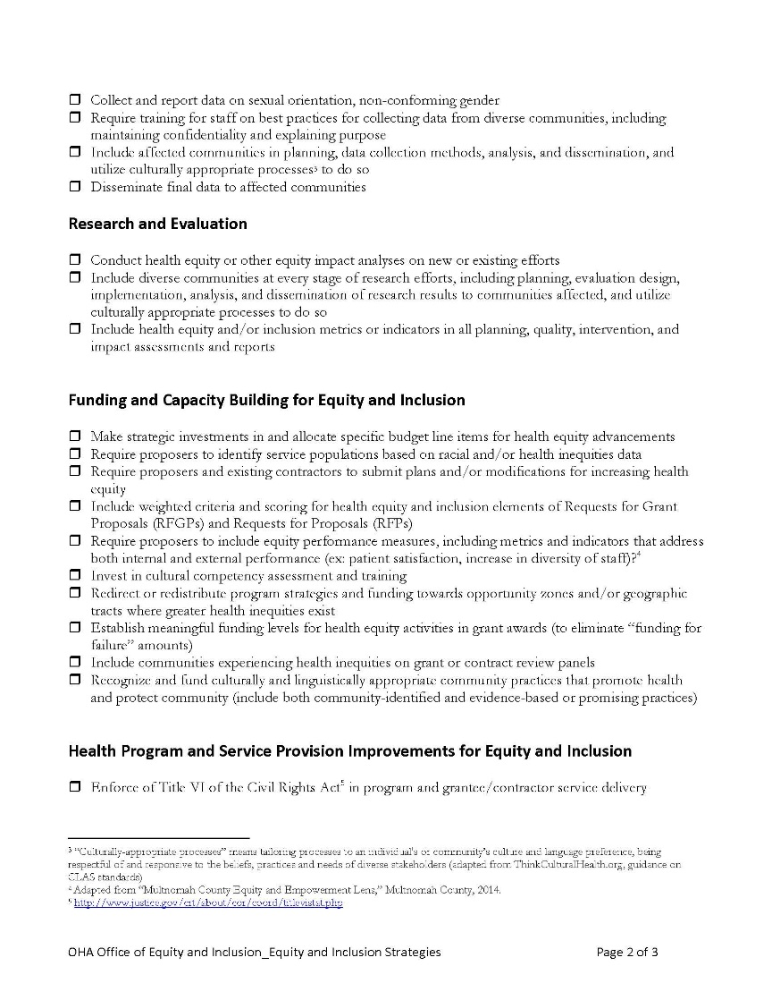 ❒ Collect and report data on sexual orientation, non-conforming gender
❒ Require training for staff on best practices for collecting data from diverse communities, including
maintaining confidentiality and explaining purpose
❒ Include affected communities in planning, data collection methods, analysis, and dissemination, and
utilize culturally appropriate processes³ to do so
❒ Disseminate final data to affected communities
Research and Evaluation
❒ Conduct health equity or other equity impact analyses on new or existing efforts
❒ Include diverse communities at every stage of research efforts, including planning, evaluation design,
implementation, analysis, and dissemination of research results to communities affected, and utilize
culturally appropriate processes to do so
❒ Include health equity and/or inclusion metrics or indicators in all planning, quality, intervention, and
impact assessments and reports
Funding and Capacity Building for Equity and Inclusion
❒ Make strategic investments in and allocate specific budget line items for health equity advancements
❒ Require proposers to identify service populations based on racial and/or health inequities data
❒ Require proposers and existing contractors to submit plans and/or modifications for increasing health
equity
❒ Include weighted criteria and scoring for health equity and inclusion elements of Requests for Grant
Proposals (RFGPs) and Requests for Proposals (RFPs)
❒ Require proposers to include equity performance measures, including metrics and indicators that address
both internal and external performance (ex: patient satisfaction, increase in diversity of staff)?⁴
❒ Invest in cultural competency assessment and training
❒ Redirect or redistribute program strategies and funding towards opportunity zones and/or geographic
tracts where greater health inequities exist
❒ Establish meaningful funding levels for health equity activities in grant awards (to eliminate “funding for
failure” amounts)
❒ Include communities experiencing health inequities on grant or contract review panels
❒ Recognize and fund culturally and linguistically appropriate community practices that promote health
and protect community (include both community-identified and evidence-based or promising practices)
Health Program and Service Provision Improvements for Equity and Inclusion
❒ Enforce of Title VI of the Civil Rights Act⁵ in program and grantee/contractor service delivery
³ “Culturally-appropriate processes” means tailoring processes to an individual's or community's culture and language preference, being
respectful of and responsive to the beliefs, practices and needs of diverse stakeholders (adapted from ThinkCulturalHealth.org, guidance on
CLAS standards)
⁴ Adapted from “Multnomah County Equity and Empowerment Lens,” Multnomah County, 2014.
⁵ http://www.justice.gov/crt/about/cor/coord/titlevistat.php
OHA Office of Equity and Inclusion_Equity and Inclusion Strategies Page 2 of 3